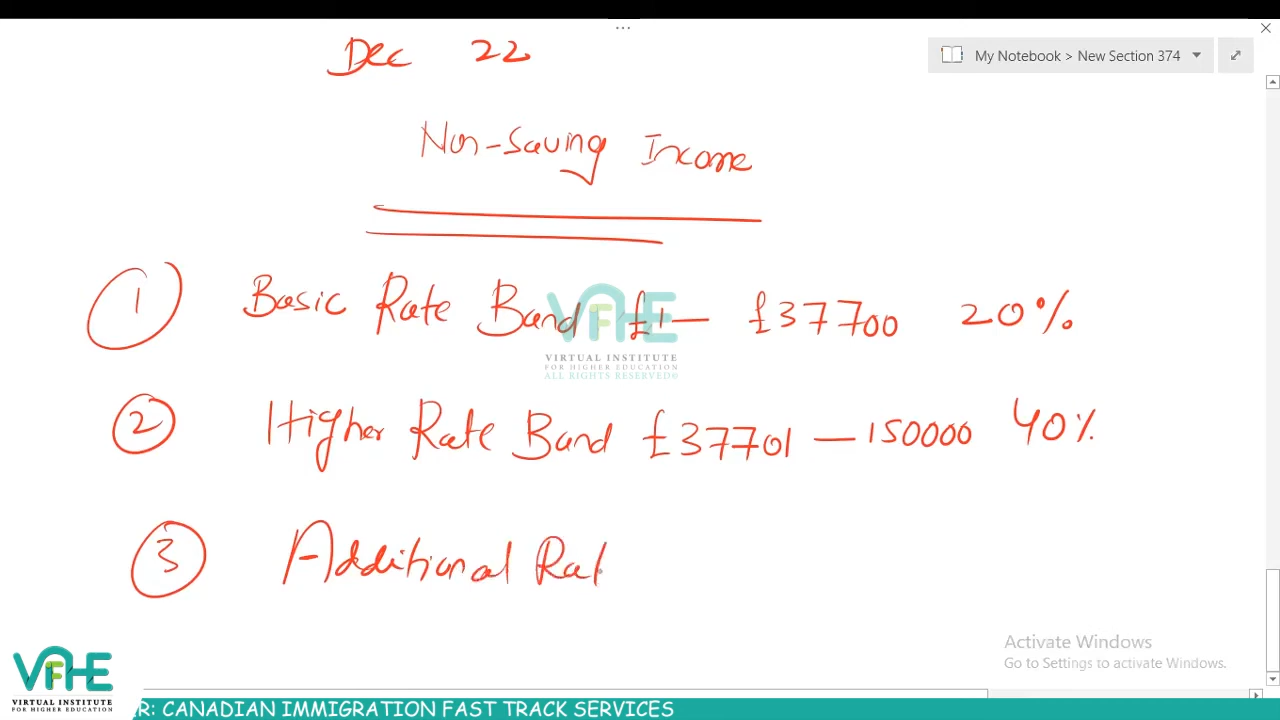 ...
Dec 22
My Notebook > New Section 374
Non-Saving Income
1 Basic Rate Band £1 — £37700 20%
VFHE
VIRTUAL INSTITUTE
FOR HIGHER EDUCATION
ALL RIGHTS RESERVED®
2 Higher Rate Band £37701 — 150000 40%
3 Additional Rat
Activate Windows
Go to Settings to activate Windows.
VFHE
VIRTUAL INSTITUTE
FOR HIGHER EDUCATION
R: CANADIAN IMMIGRATION FAST TRACK SERVICES